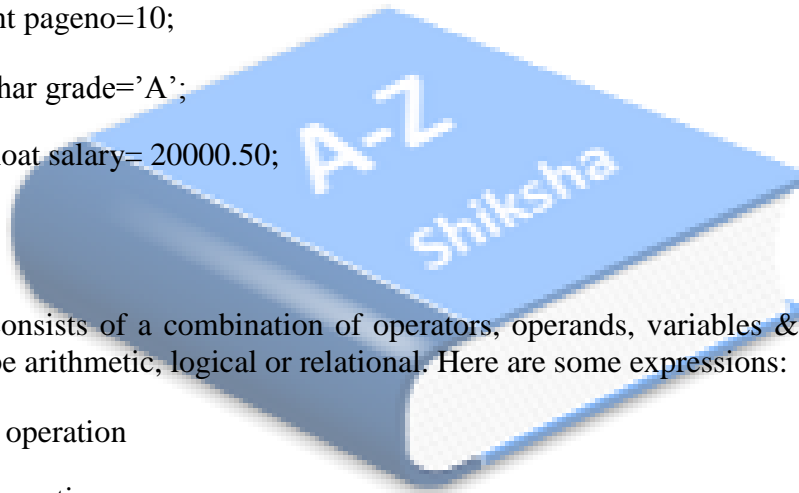 nt pageno=10;
har grade=’A’;
A-Z
loat salary= 20000.50;
Shiksha
onsists of a combination of operators, operands, variables &
be arithmetic, logical or relational. Here are some expressions:
operation